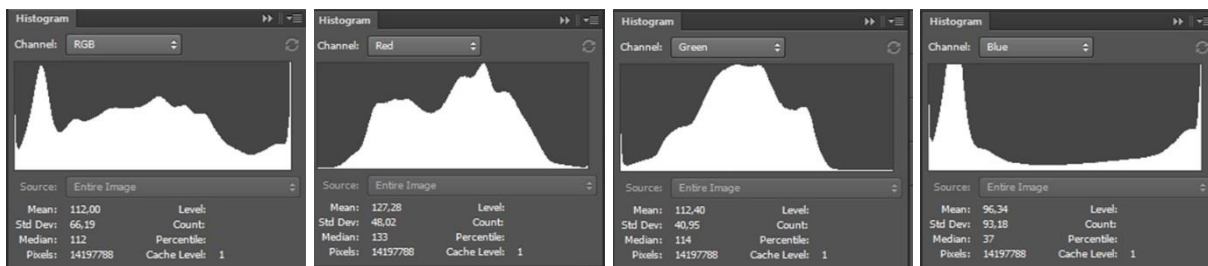 Histogram
Channel: RGB
Source: Entire Image
Mean: 112,00 Level:
Std Dev: 66,19 Count:
Median: 112 Percentile:
Pixels: 14197788 Cache Level: 1
Histogram
Channel: Red
Source: Entire Image
Mean: 127,28 Level:
Std Dev: 48,02 Count:
Median: 133 Percentile:
Pixels: 14197788 Cache Level: 1
Histogram
Channel: Green
Source: Entire Image
Mean: 112,40 Level:
Std Dev: 40,95 Count:
Median: 114 Percentile:
Pixels: 14197788 Cache Level: 1
Histogram
Channel: Blue
Source: Entire Image
Mean: 96,34 Level:
Std Dev: 93,18 Count:
Median: 37 Percentile:
Pixels: 14197788 Cache Level: 1